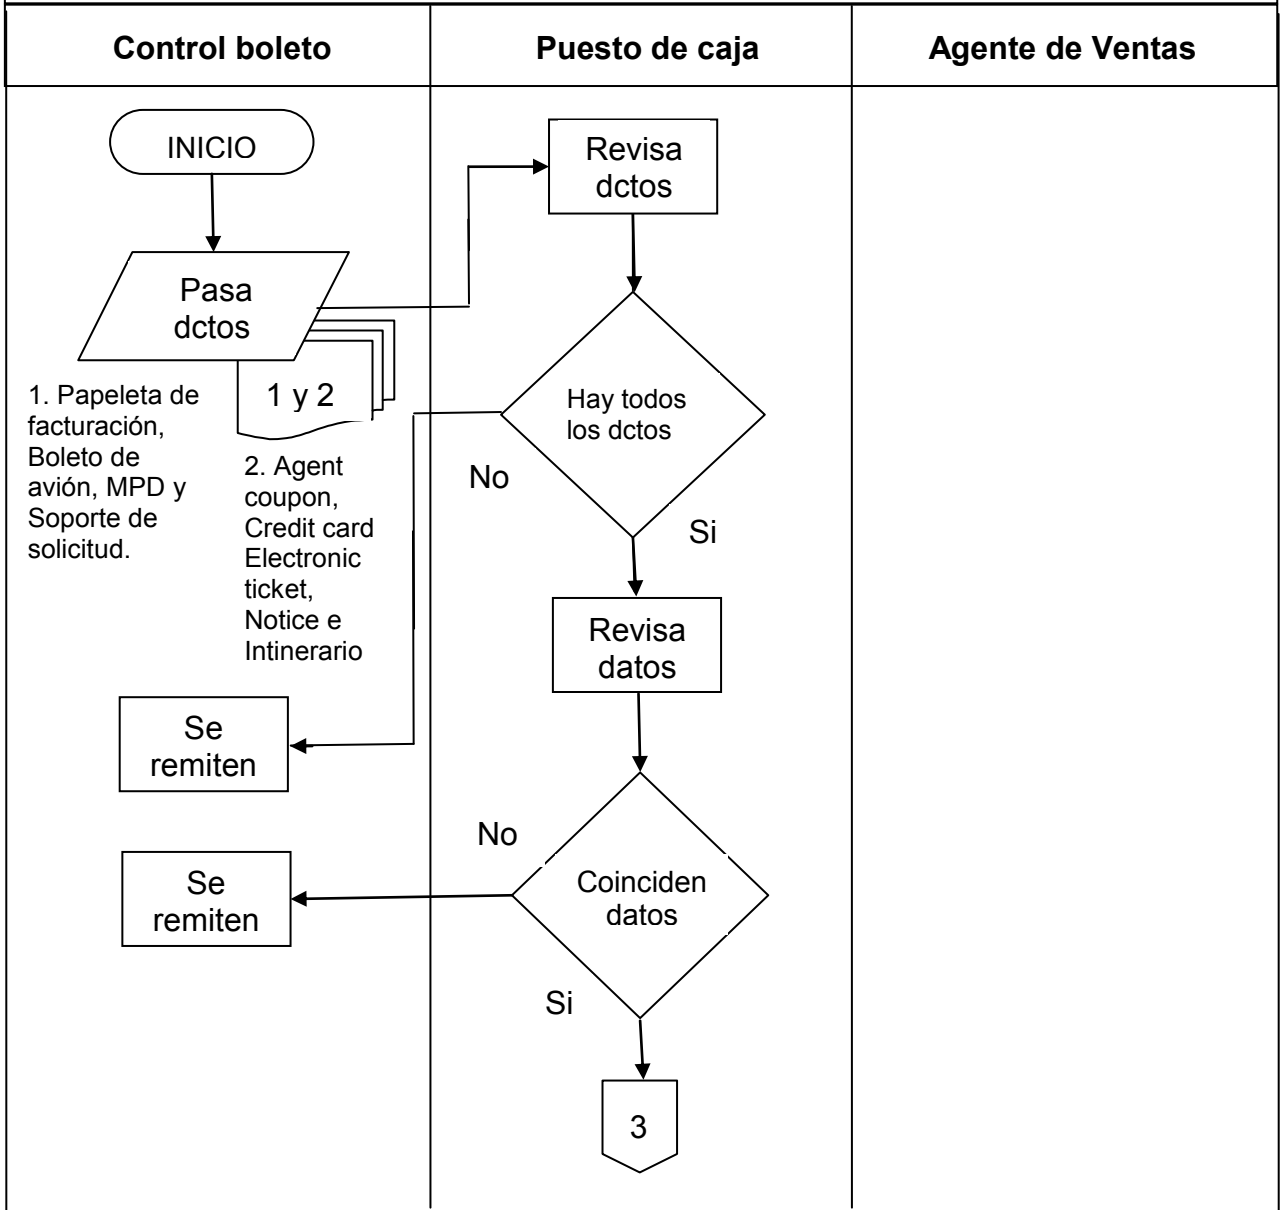 Control boleto
Puesto de caja
Agente de Ventas
INICIO
Revisa
dctos
Pasa
dctos
1 y 2
1. Papeleta de
facturación,
Boleto de
avión, MPD y
Soporte de
solicitud.
2. Agent
coupon,
Credit card
Electronic
ticket,
Notice e
Intinerario
Hay todos
los dctos
No
Si
Revisa
datos
Se
remiten
No
Coinciden
datos
Se
remiten
Si
3